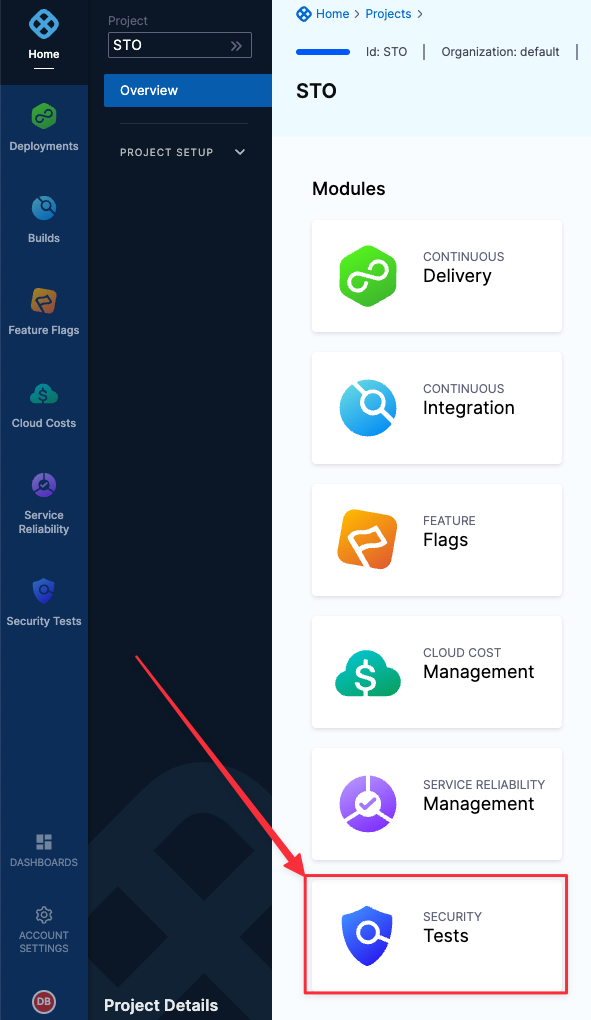 Home
Deployments
Builds
Feature Flags
Cloud Costs
Service
Reliability
Security Tests
DASHBOARDS
ACCOUNT
SETTINGS
DB
Project
STO
Overview
PROJECT SETUP
Project Details
Home > Projects >
Id: STO | Organization: default |
STO
Modules
CONTINUOUS
Delivery
CONTINUOUS
Integration
FEATURE
Flags
CLOUD COST
Management
SERVICE RELIABILITY
Management
SECURITY
Tests